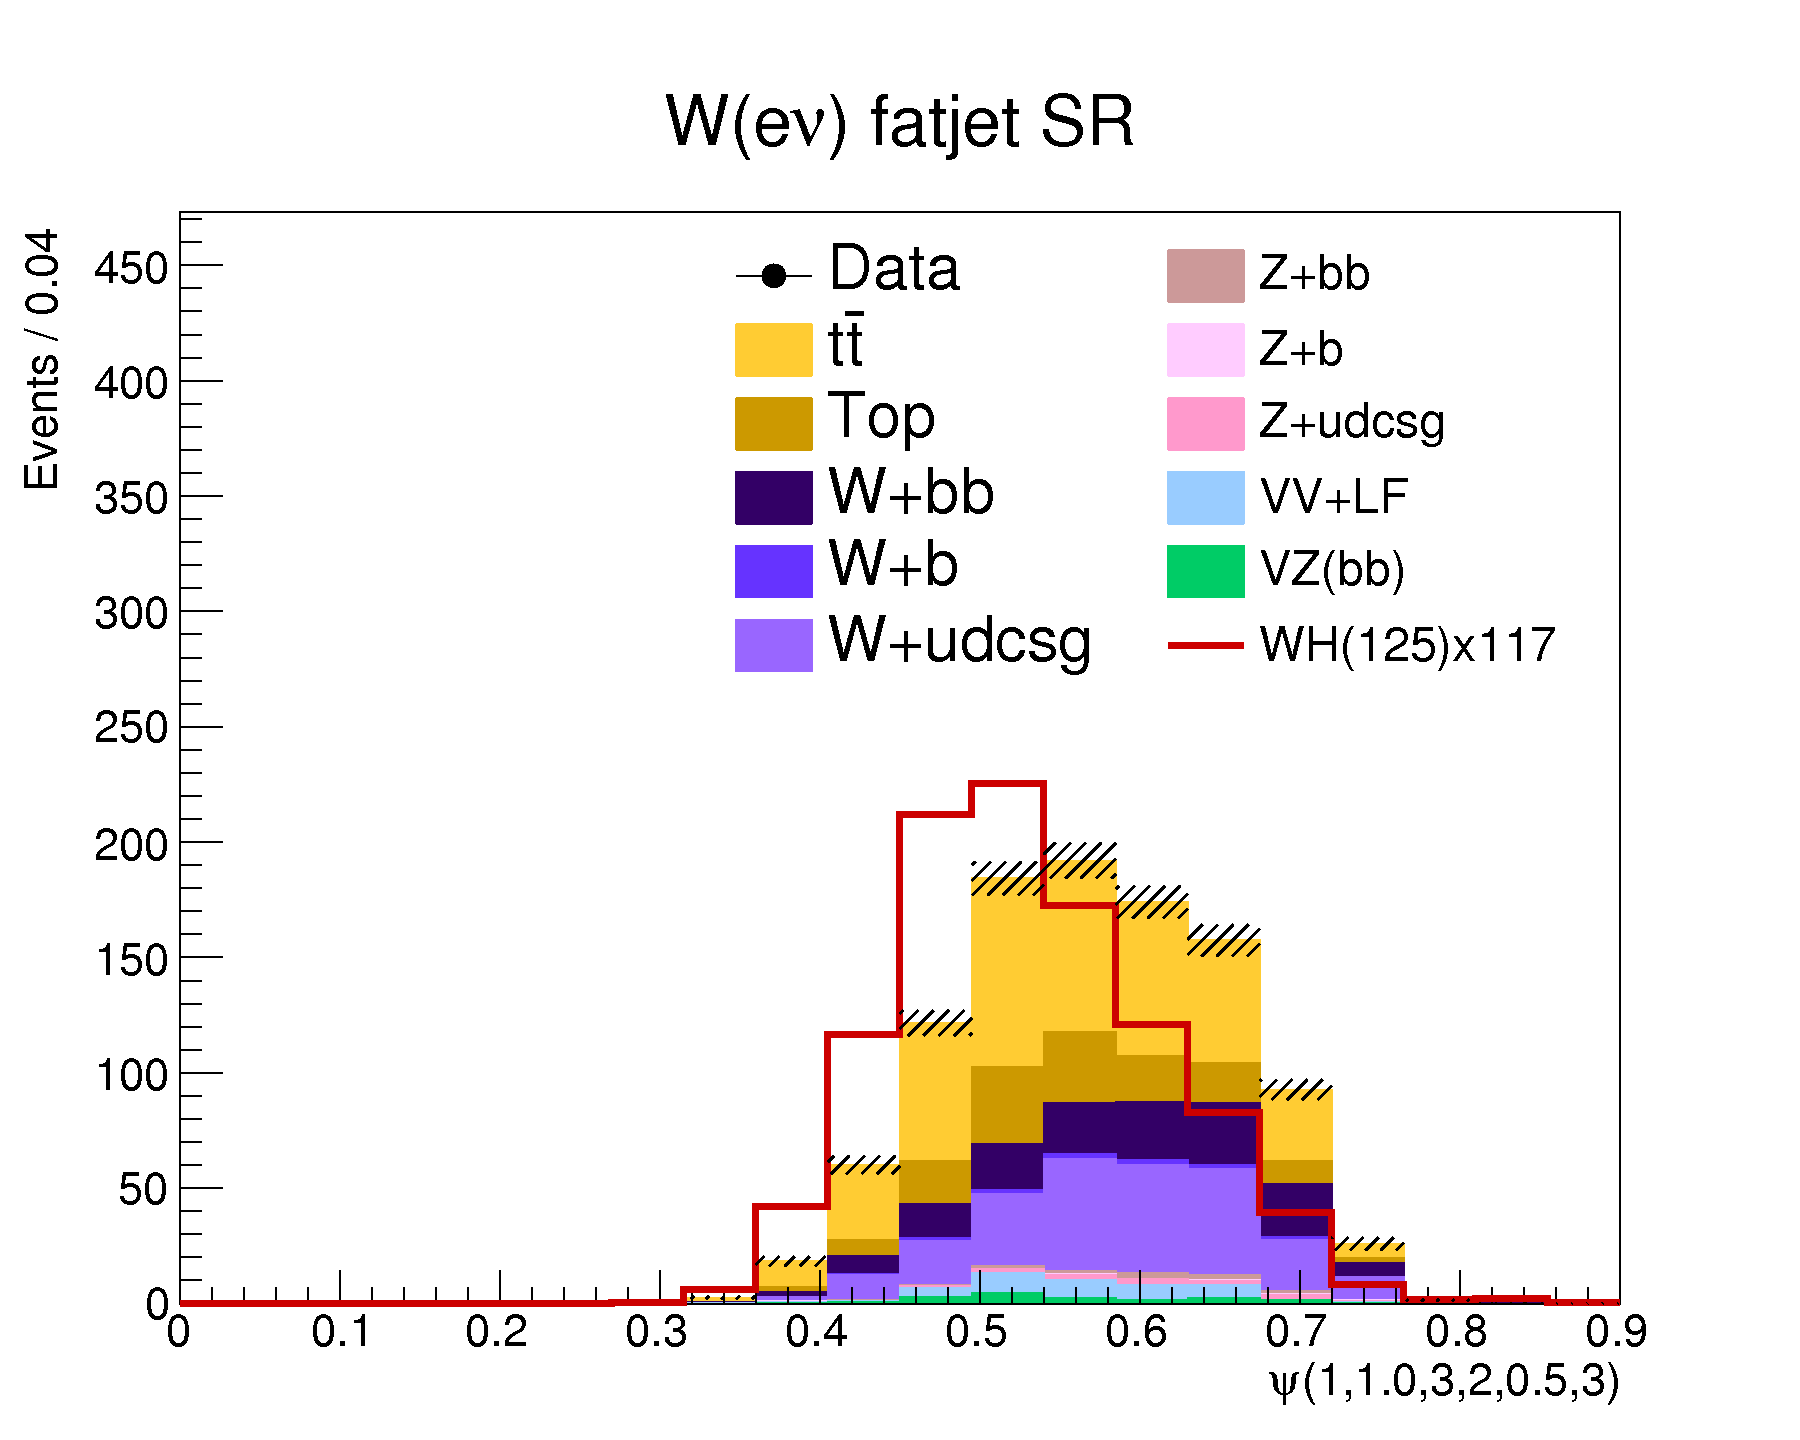 W(eν) fatjet SR
Events / 0.04
450
400
350
300
250
200
150
100
50
0
Data
tt̄
Top
W+bb
W+b
W+udcsg
Z+bb
Z+b
Z+udcsg
VV+LF
VZ(bb)
WH(125)x117
0 0.1 0.2 0.3 0.4 0.5 0.6 0.7 0.8 0.9
ψ(1,1.0,3,2,0.5,3)